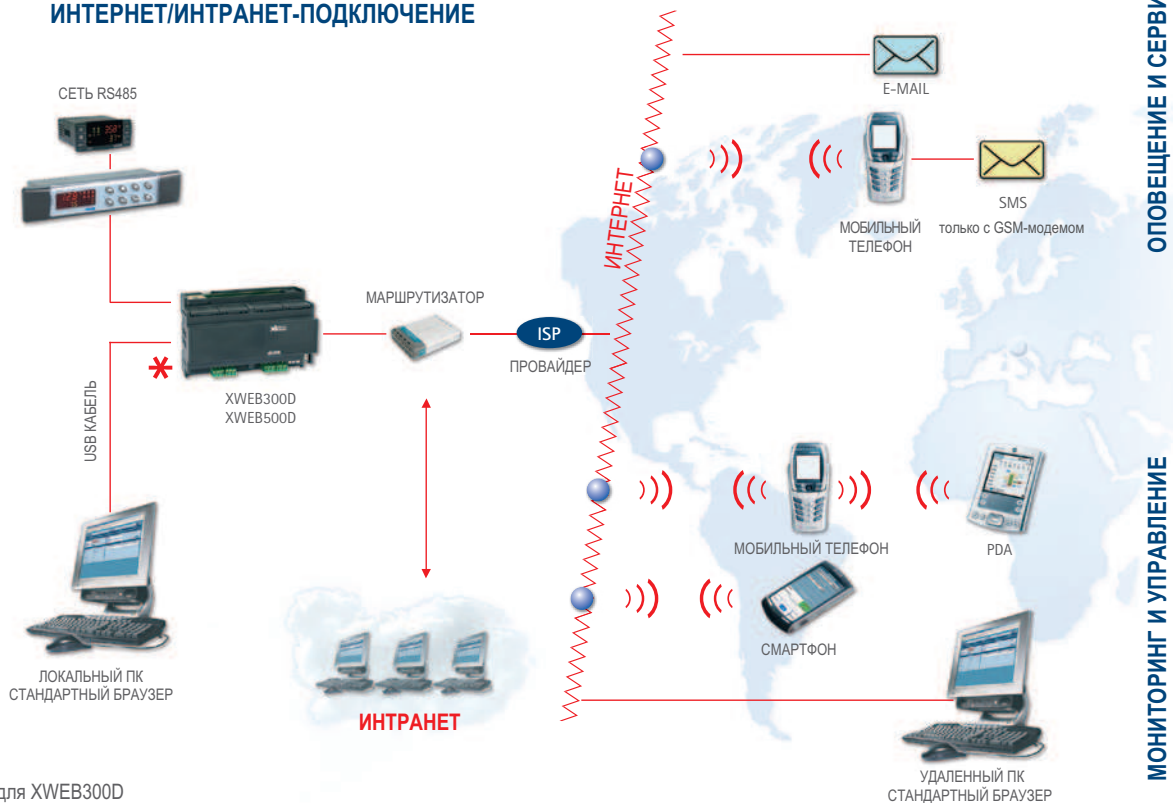 ИНТЕРНЕТ/ИНТРАНЕТ-ПОДКЛЮЧЕНИЕ
СЕТЬ RS485
E-MAIL
ИНТЕРНЕТ
МОБИЛЬНЫЙ
ТЕЛЕФОН
SMS
только с GSM-модемом
ОПОВЕЩЕНИЕ И СЕРВИ
МАРШРУТИЗАТОР
ISP
ПРОВАЙДЕР
*
XWEB300D
XWEB500D
USB КАБЕЛЬ
МОБИЛЬНЫЙ ТЕЛЕФОН
PDA
СМАРТФОН
МОНИТОРИНГ И УПРАВЛЕНИЕ
ЛОКАЛЬНЫЙ ПК
СТАНДАРТНЫЙ БРАУЗЕР
ИНТРАНЕТ
УДАЛЕННЫЙ ПК
СТАНДАРТНЫЙ БРАУЗЕР
для XWEB300D